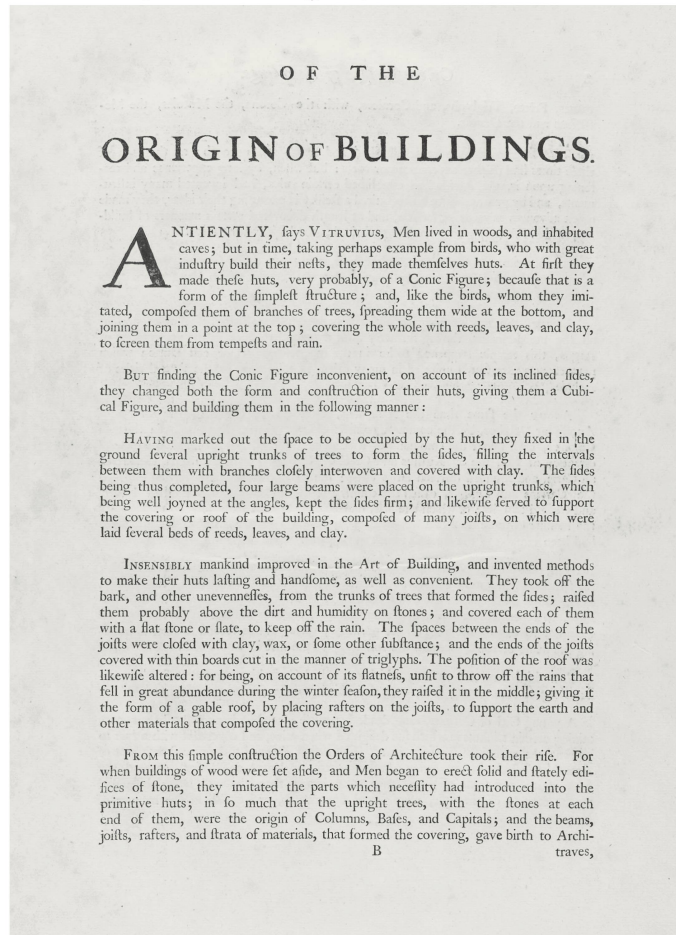 OF THE
ORIGIN OF BUILDINGS.
ANTIENTLY, ſays VITRUVIUS, Men lived in woods, and inhabited
caves; but in time, taking perhaps example from birds, who with great
induſtry build their neſts, they made themſelves huts. At firſt they
made theſe huts, very probably, of a Conic Figure; becauſe that is a
form of the ſimpleſt ſtructure; and, like the birds, whom they imi-
tated, compoſed them of branches of trees, ſpreading them wide at the bottom, and
joining them in a point at the top; covering the whole with reeds, leaves, and clay,
to ſcreen them from tempeſts and rain.
BUT finding the Conic Figure inconvenient, on account of its inclined ſides,
they changed both the form and conſtruction of their huts, giving them a Cubi-
cal Figure, and building them in the following manner:
HAVING marked out the ſpace to be occupied by the hut, they fixed in the
ground ſeveral upright trunks of trees to form the ſides, filling the intervals
between them with branches cloſely interwoven and covered with clay. The ſides
being thus completed, four large beams were placed on the upright trunks, which
being well joyned at the angles, kept the ſides firm; and likewiſe ſerved to ſupport
the covering or roof of the building, compoſed of many joiſts, on which were
laid ſeveral beds of reeds, leaves, and clay.
INSENSIBLY mankind improved in the Art of Building, and invented methods
to make their huts laſting and handſome, as well as convenient. They took off the
bark, and other unevenneſſes, from the trunks of trees that formed the ſides; raiſed
them probably above the dirt and humidity on ſtones; and covered each of them
with a flat ſtone or ſlate, to keep off the rain. The ſpaces between the ends of the
joiſts were cloſed with clay, wax, or ſome other ſubſtance; and the ends of the joiſts
covered with thin boards cut in the manner of triglyphs. The poſition of the roof was
likewiſe altered: for being, on account of its flatneſs, unfit to throw off the rains that
fell in great abundance during the winter ſeaſon, they raiſed it in the middle; giving it
the form of a gable roof, by placing rafters on the joiſts, to ſupport the earth and
other materials that compoſed the covering.
FROM this ſimple conſtruction the Orders of Architecture took their riſe. For
when buildings of wood were ſet aſide, and Men began to erect ſolid and ſtately edi-
fices of ſtone, they imitated the parts which neceſſity had introduced into the
primitive huts; in ſo much that the upright trees, with the ſtones at each
end of them, were the origin of Columns, Baſes, and Capitals; and the beams,
joiſts, rafters, and ſtrata of materials, that formed the covering, gave birth to Archi-
B traves,